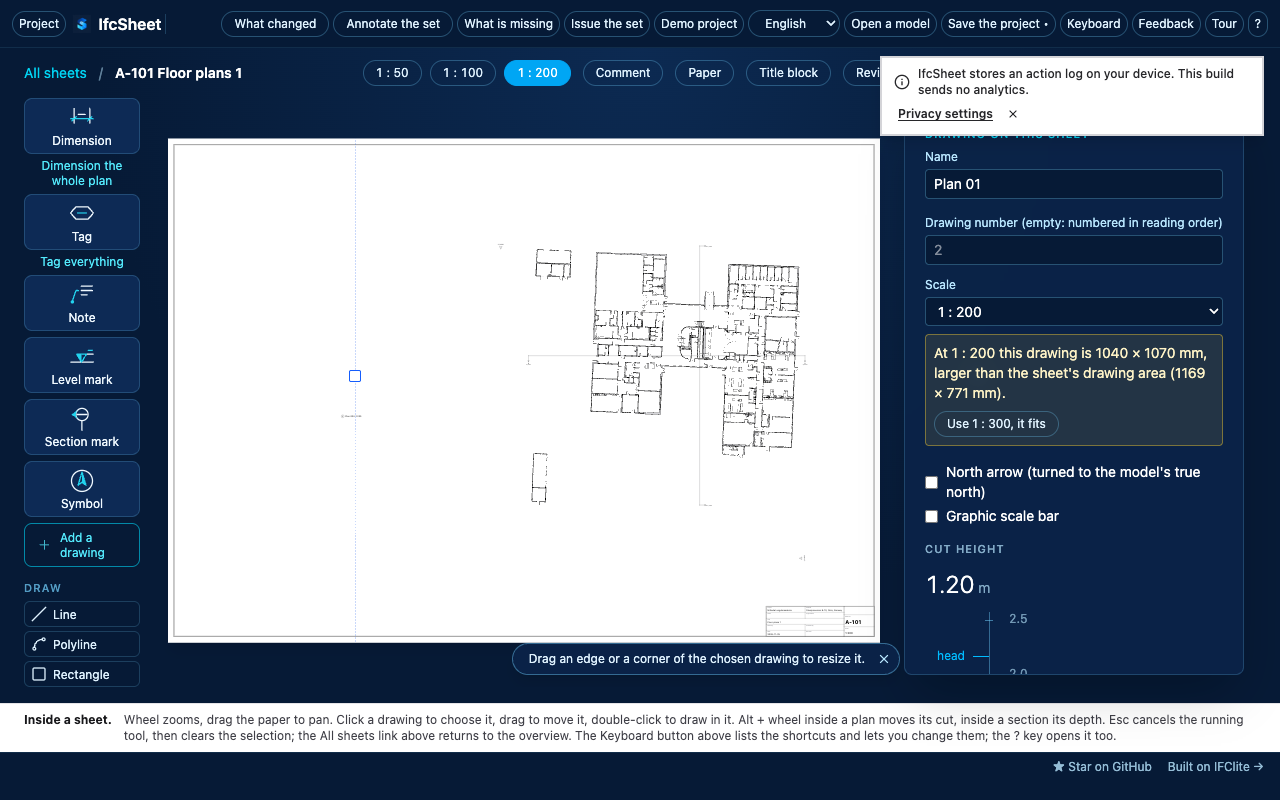 Project
IfcSheet
What changed
Annotate the set
What is missing
Issue the set
Demo project
English
Open a model
Save the project •
Keyboard
Feedback
Tour
?
All sheets / A-101 Floor plans 1
1 : 50
1 : 100
1 : 200
Comment
Paper
Title block
Revi
IfcSheet stores an action log on your device. This build
sends no analytics.
Privacy settings ×
Dimension
Dimension the
whole plan
Tag
Tag everything
Note
Level mark
Section mark
Symbol
+ Add a
drawing
DRAW
Line
Polyline
Rectangle
A-101
Drag an edge or a corner of the chosen drawing to resize it. ×
DRAWING ON THIS SHEET
Name
Plan 01
Drawing number (empty: numbered in reading order)
2
Scale
1 : 200
At 1 : 200 this drawing is 1040 × 1070 mm,
larger than the sheet's drawing area (1169
× 771 mm).
Use 1 : 300, it fits
North arrow (turned to the model's true
north)
Graphic scale bar
CUT HEIGHT
1.20 m
2.5
head
2.0
Inside a sheet. Wheel zooms, drag the paper to pan. Click a drawing to choose it, drag to move it, double-click to draw in it. Alt + wheel inside a plan moves its cut, inside a section its depth. Esc cancels the running
tool, then clears the selection; the All sheets link above returns to the overview. The Keyboard button above lists the shortcuts and lets you change them; the ? key opens it too.
★ Star on GitHub
Built on IFClite →